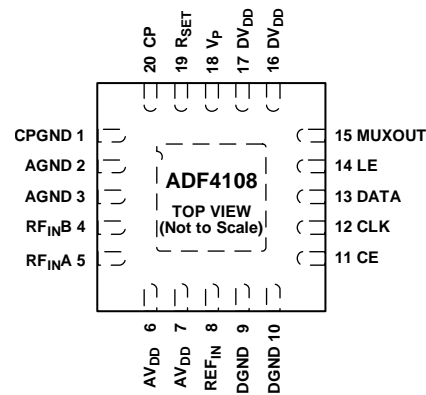 20 CP
19 RSET
18 VP
17 DVDD
16 DVDD
CPGND 1
AGND 2
AGND 3
RFINB 4
RFINA 5
ADF4108
TOP VIEW
(Not to Scale)
15 MUXOUT
14 LE
13 DATA
12 CLK
11 CE
AVDD 6
AVDD 7
REFIN 8
DGND 9
DGND 10